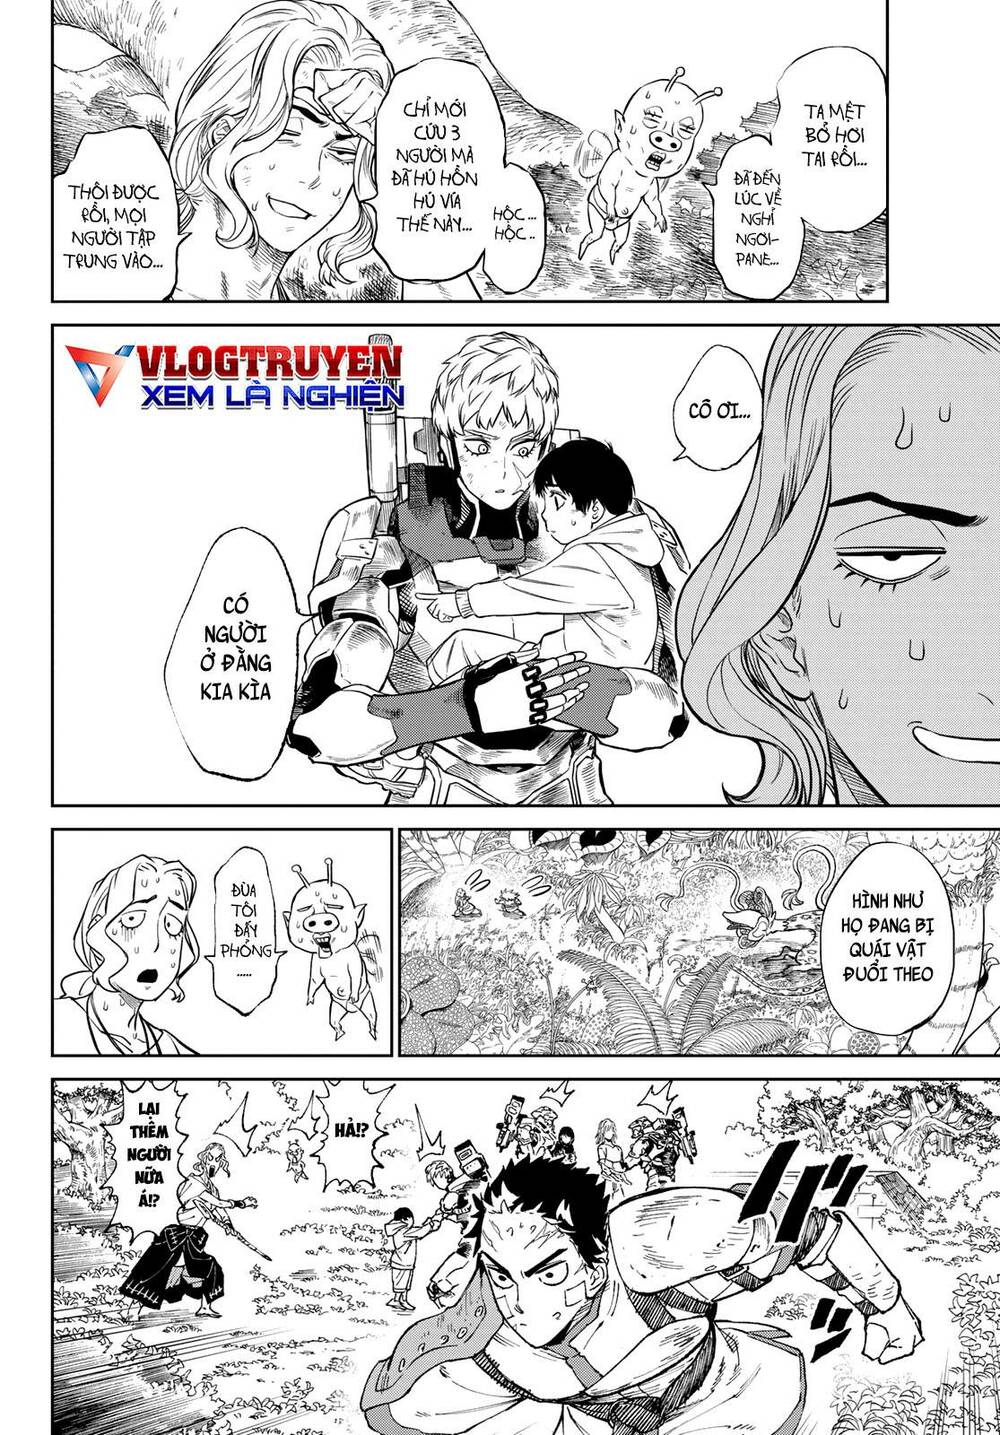 TA MỆT
BỞ HƠI
TAI RỒI...
ĐÃ ĐẾN
LÚC VỀ
NGHỈ
NGƠI-
PANE...
HỘC...
HỘC..
CHỈ MỚI
CỨU 3
NGƯỜI MÀ
ĐÃ HÚ HỒN
HÚ VÍA
THẾ NÀY...
THÔI ĐƯỢC
RỒI, MỌI
NGƯỜI TẬP
TRUNG VÀO...
VLOGTRUYEN
XEM LÀ NGHIỆN
CÔ ƠI...
CÓ
NGƯỜI
Ở ĐẰNG
KIA KÌA
HÌNH NHƯ
HỌ ĐANG BỊ
QUÁI VẬT
ĐUỔI THEO
ĐÙA
TÔI
ĐẤY
PHỎNG
.....
HẢ!?
LẠI
THÊM
NGƯỜI
NỮA
Á!?